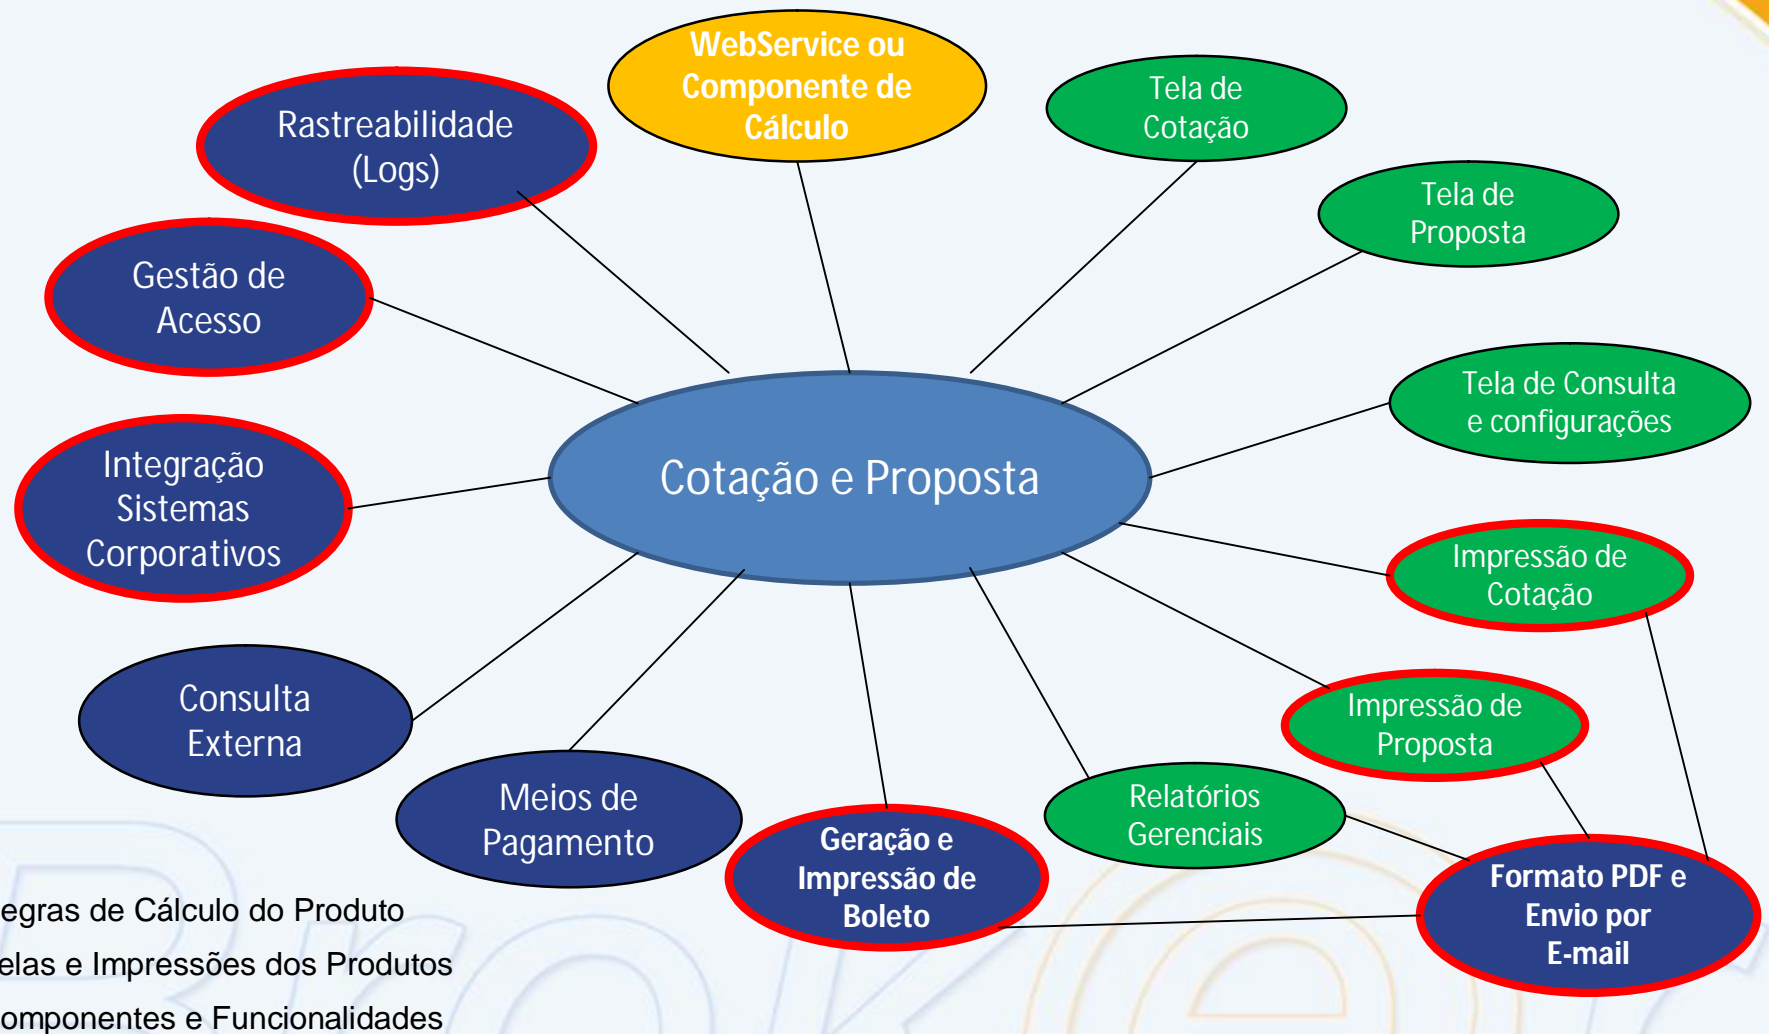 WebService ou
Componente de
Cálculo
Tela de
Cotação
Rastreabilidade
(Logs)
Tela de
Proposta
Gestão de
Acesso
Tela de Consulta
e configurações
Integração
Sistemas
Corporativos
Cotação e Proposta
Impressão de
Cotação
Consulta
Externa
Impressão de
Proposta
Meios de
Pagamento
Geração e
Impressão de
Boleto
Relatórios
Gerenciais
Formato PDF e
Envio por
E-mail
egras de Cálculo do Produto
elas e Impressões dos Produtos
omponentes e Funcionalidades
Broker